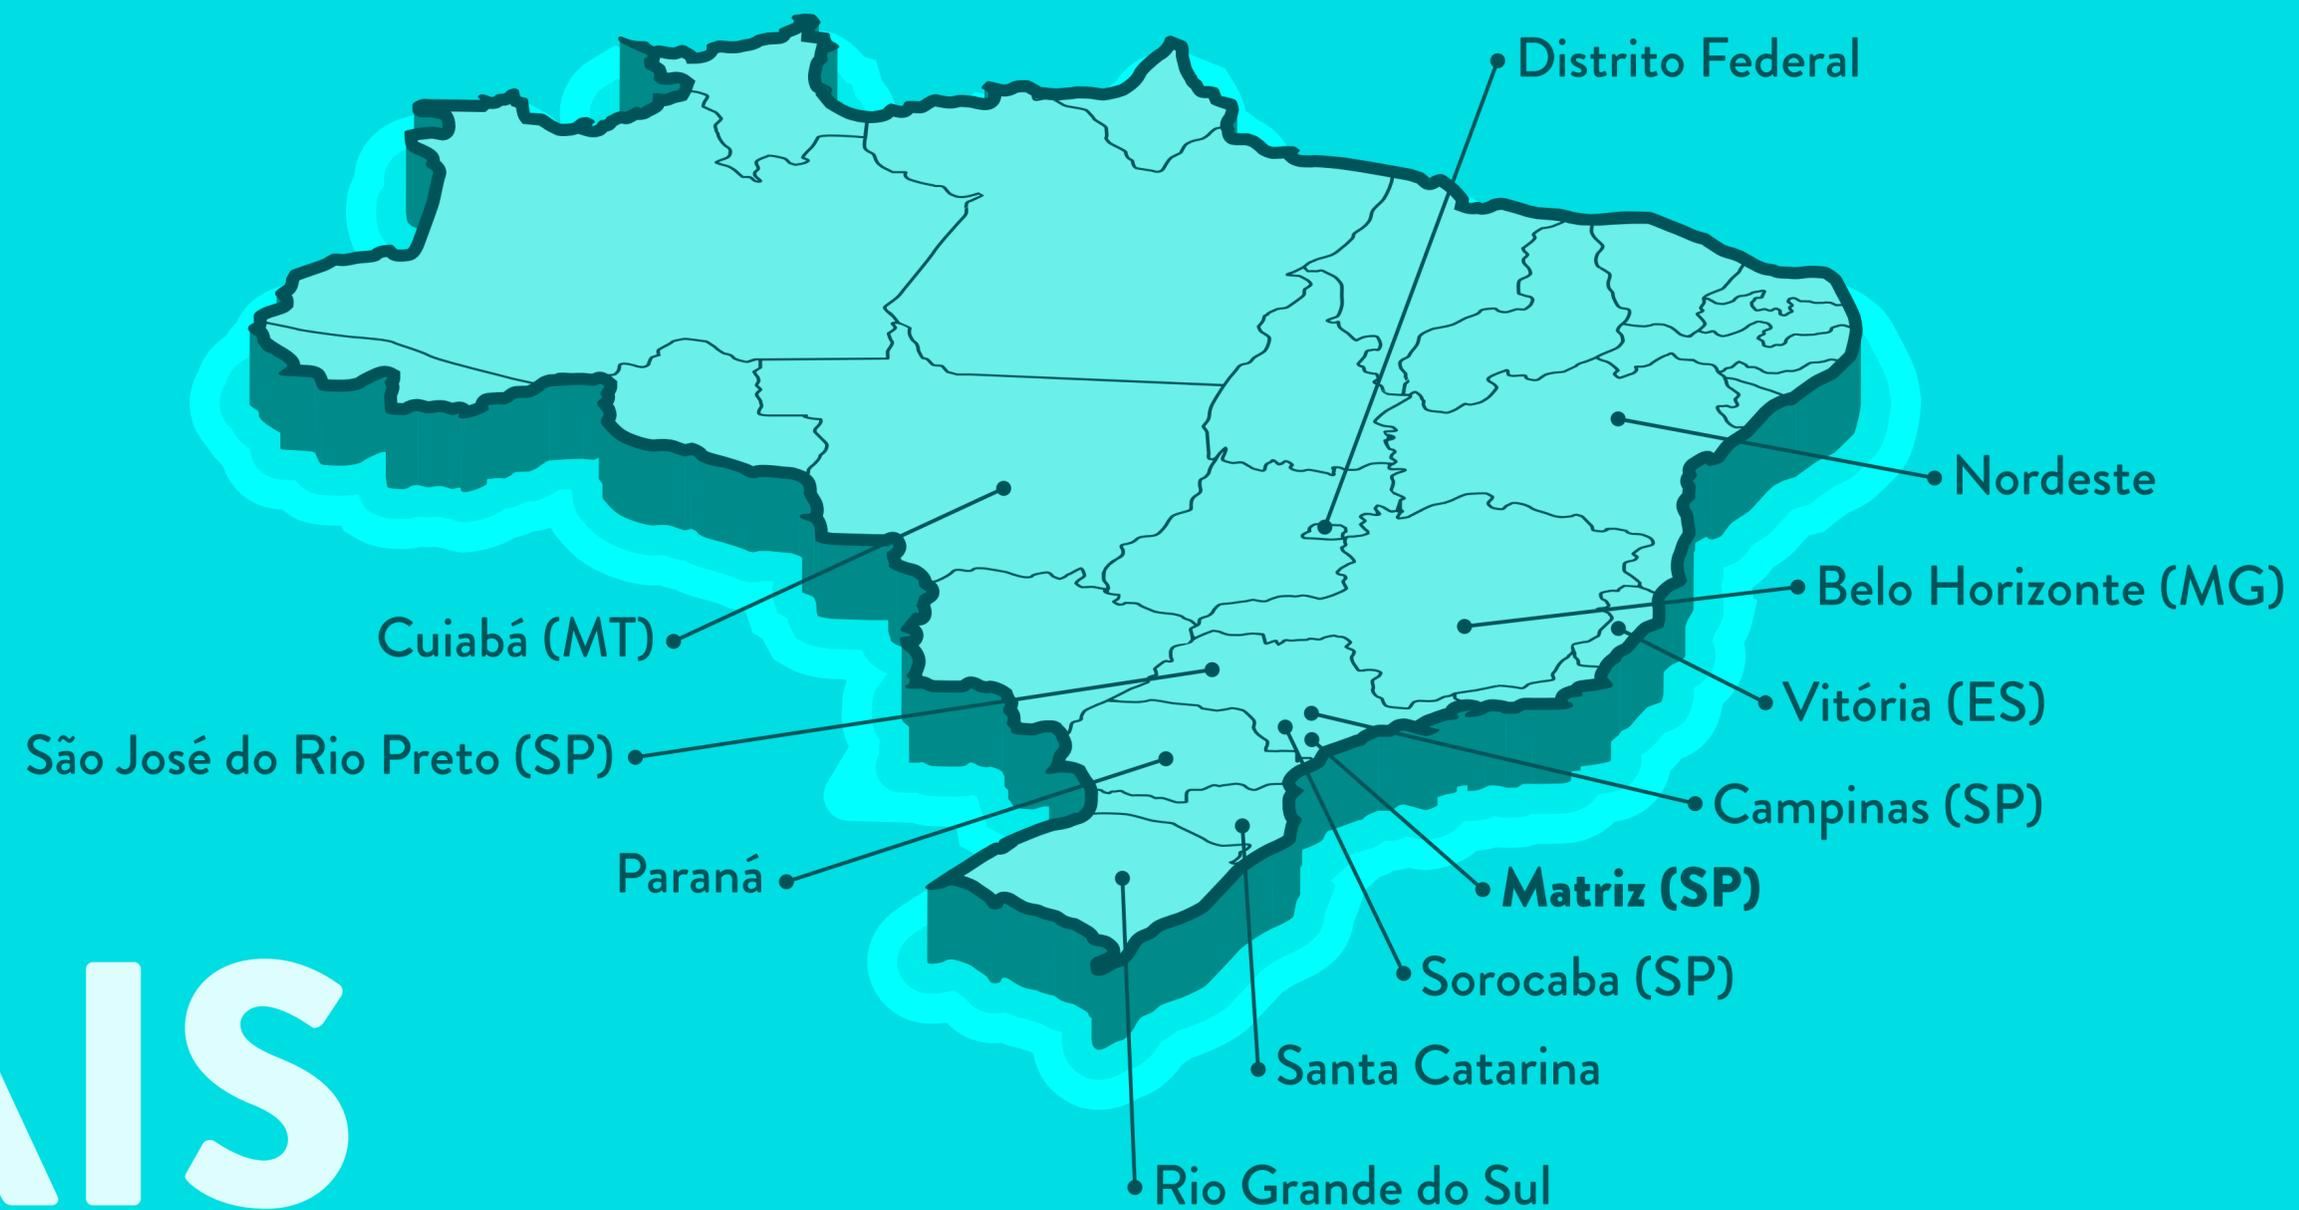 Distrito Federal
Nordeste
Belo Horizonte (MG)
Cuiabá (MT)
Vitória (ES)
São José do Rio Preto (SP)
Campinas (SP)
Paraná
Matriz (SP)
Sorocaba (SP)
Santa Catarina
Rio Grande do Sul
AIS